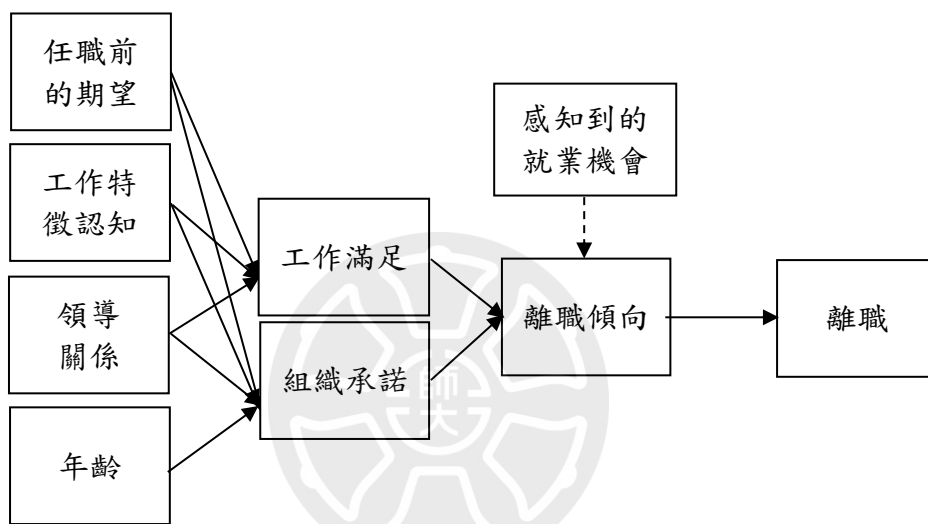 任職前
的期望
工作特
徵認知
領導
關係
年齡
工作滿足
組織承諾
感知到的
就業機會
離職傾向
離職
師大